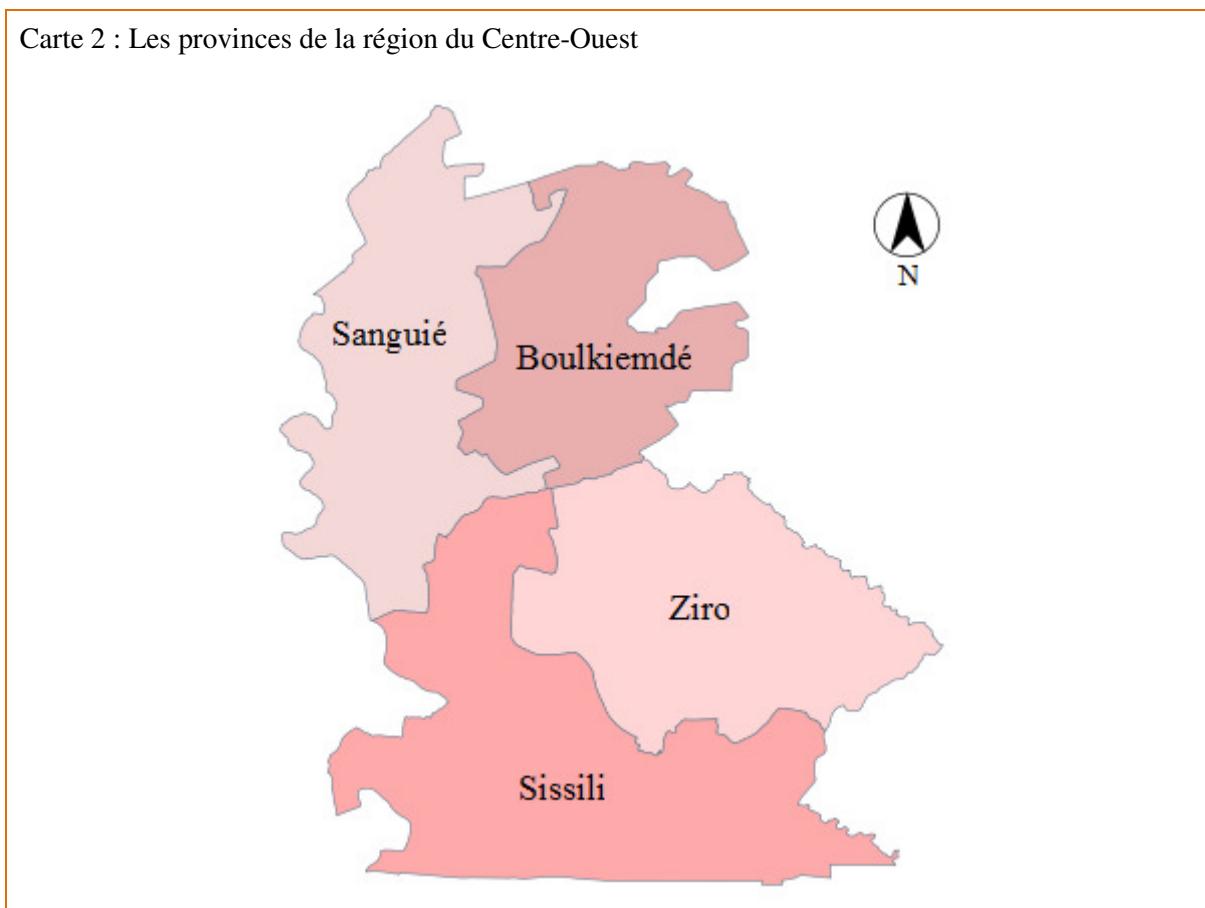 Carte 2 : Les provinces de la région du Centre-Ouest
N
Sanguié
Boulkiemdé
Ziro
Sissili